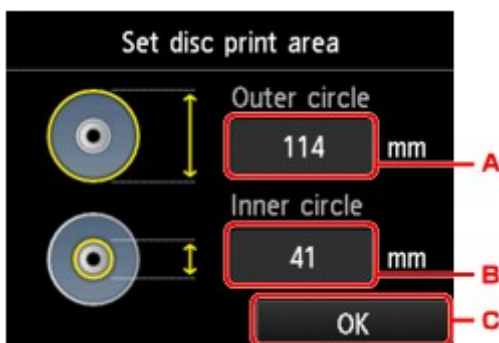 Set disc print area
Outer circle
114 mm A
Inner circle
41 mm B
OK C